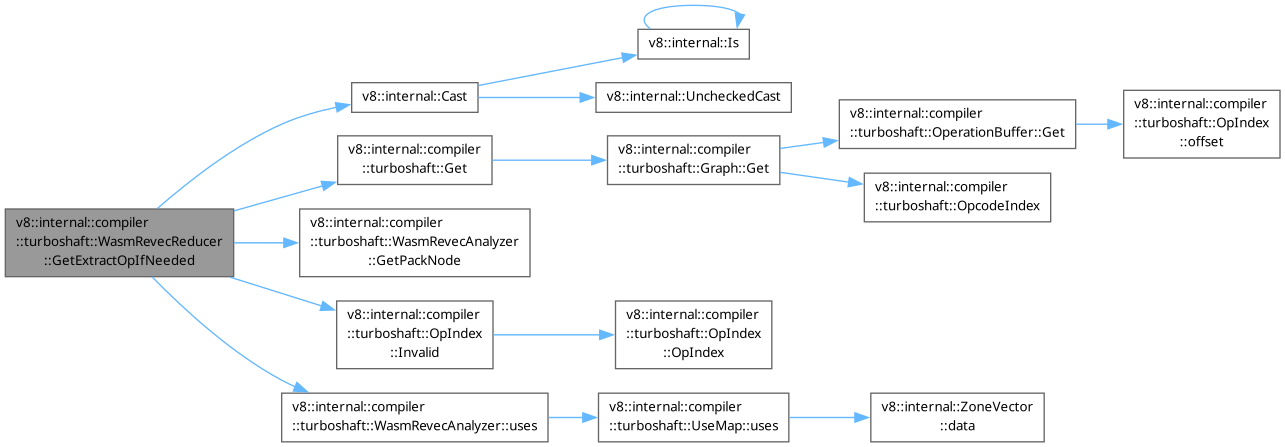 v8::internal::Is
v8::internal::Cast
v8::internal::UncheckedCast
v8::internal::compiler
::turboshaft::OperationBuffer::Get
v8::internal::compiler
::turboshaft::OpIndex
::offset
v8::internal::compiler
::turboshaft::Get
v8::internal::compiler
::turboshaft::Graph::Get
v8::internal::compiler
::turboshaft::OpcodeIndex
v8::internal::compiler
::turboshaft::WasmRevecReducer
::GetExtractOpIfNeeded
v8::internal::compiler
::turboshaft::WasmRevecAnalyzer
::GetPackNode
v8::internal::compiler
::turboshaft::OpIndex
::Invalid
v8::internal::compiler
::turboshaft::OpIndex
::OpIndex
v8::internal::compiler
::turboshaft::WasmRevecAnalyzer::uses
v8::internal::compiler
::turboshaft::UseMap::uses
v8::internal::ZoneVector
::data